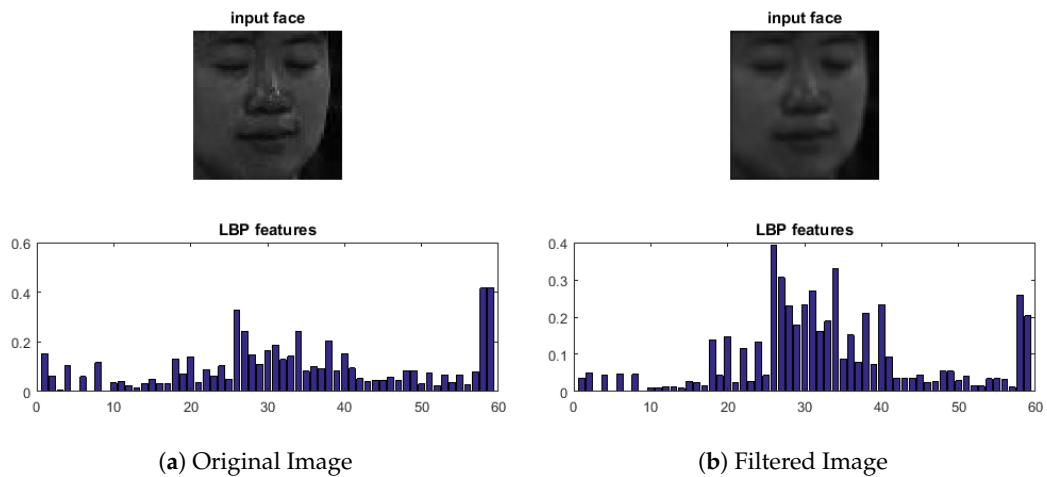 input face
LBP features
0.6
0.4
0.2
0
0 10 20 30 40 50 60
(a) Original Image
input face
LBP features
0.4
0.3
0.2
0.1
0
0 10 20 30 40 50 60
(b) Filtered Image